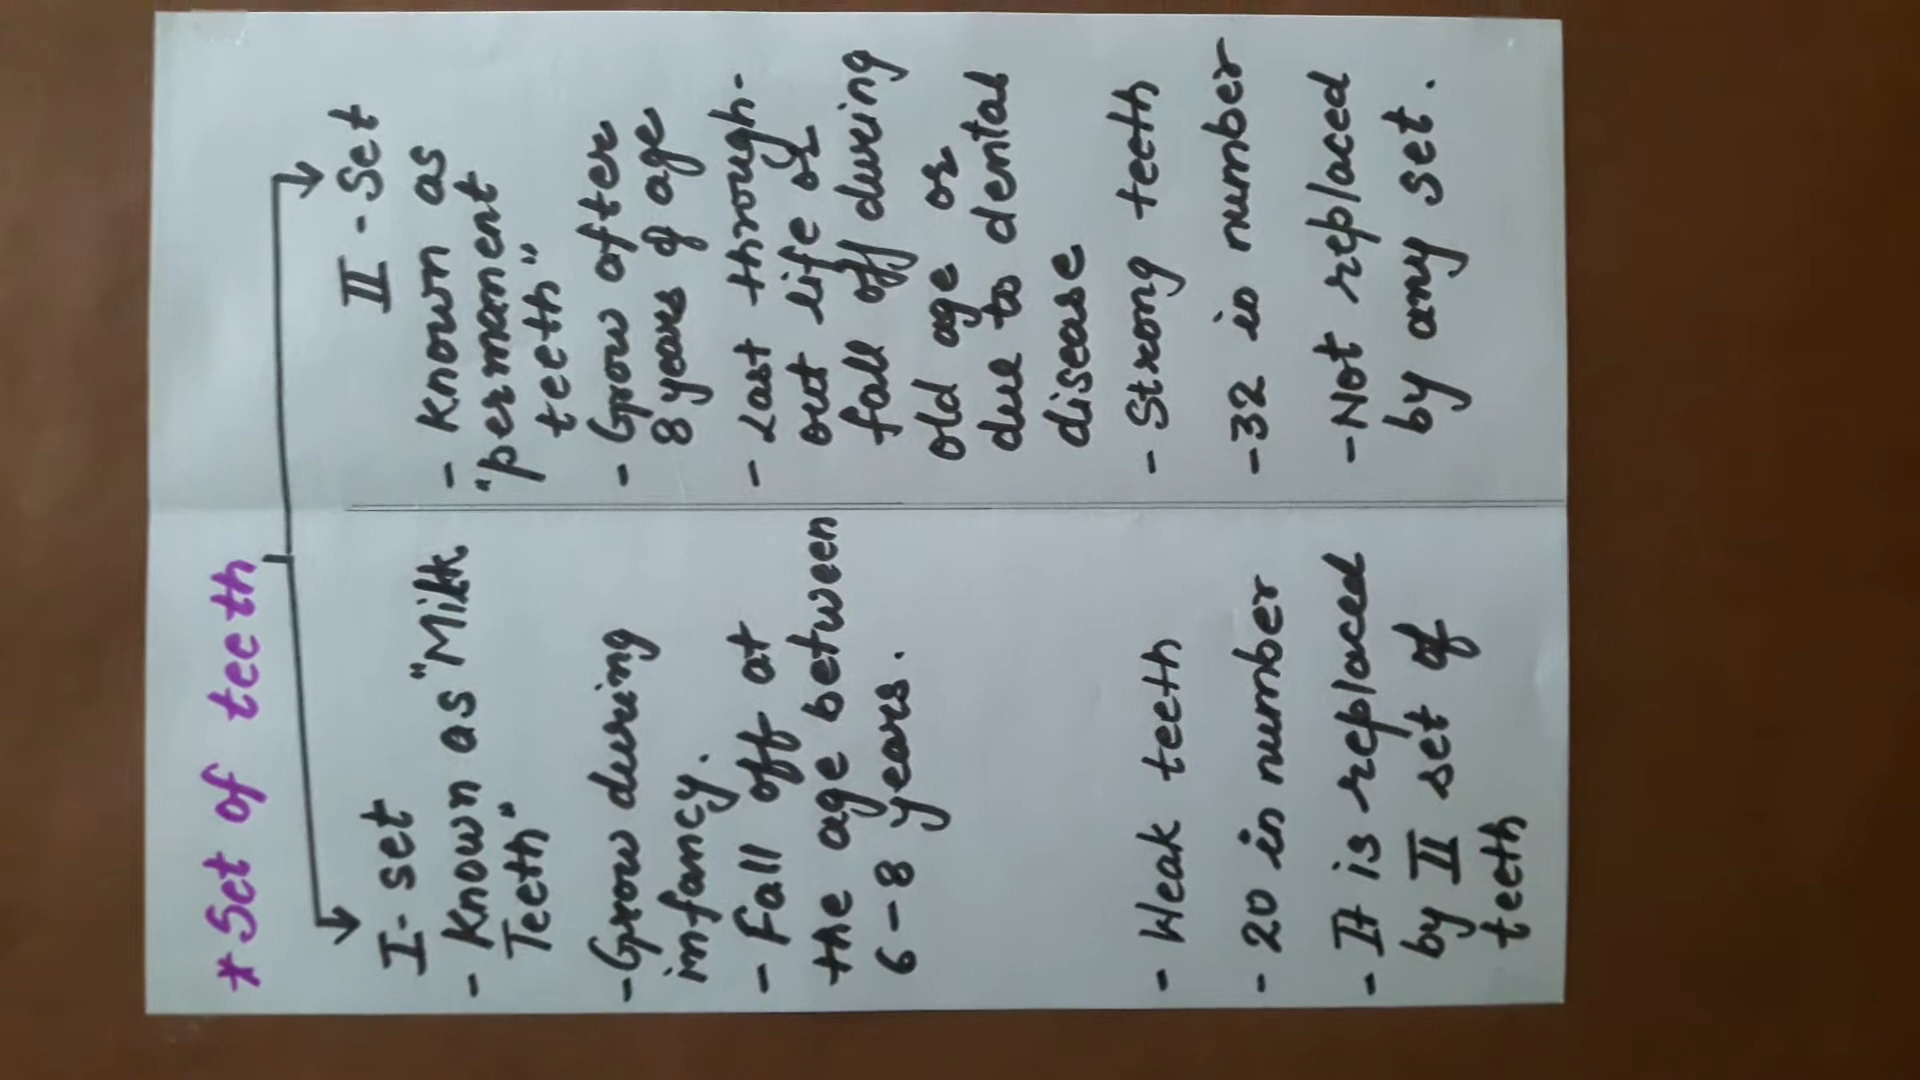 * Set of teeth
I - set
- Known as "Milk
Teeth"
- Grow during
infancy.
- Fall off at
the age between
6 - 8 years.
- Weak teeth
- 20 in number
- It is replaced
by II set of
teeth
II - Set
- Known as
"permanent
teeth"
- Grow after
8 years of age
- Last through-
out life or
fall off during
old age or
due to dental
disease
- Strong teeth
- 32 in number
- Not replaced
by any set.